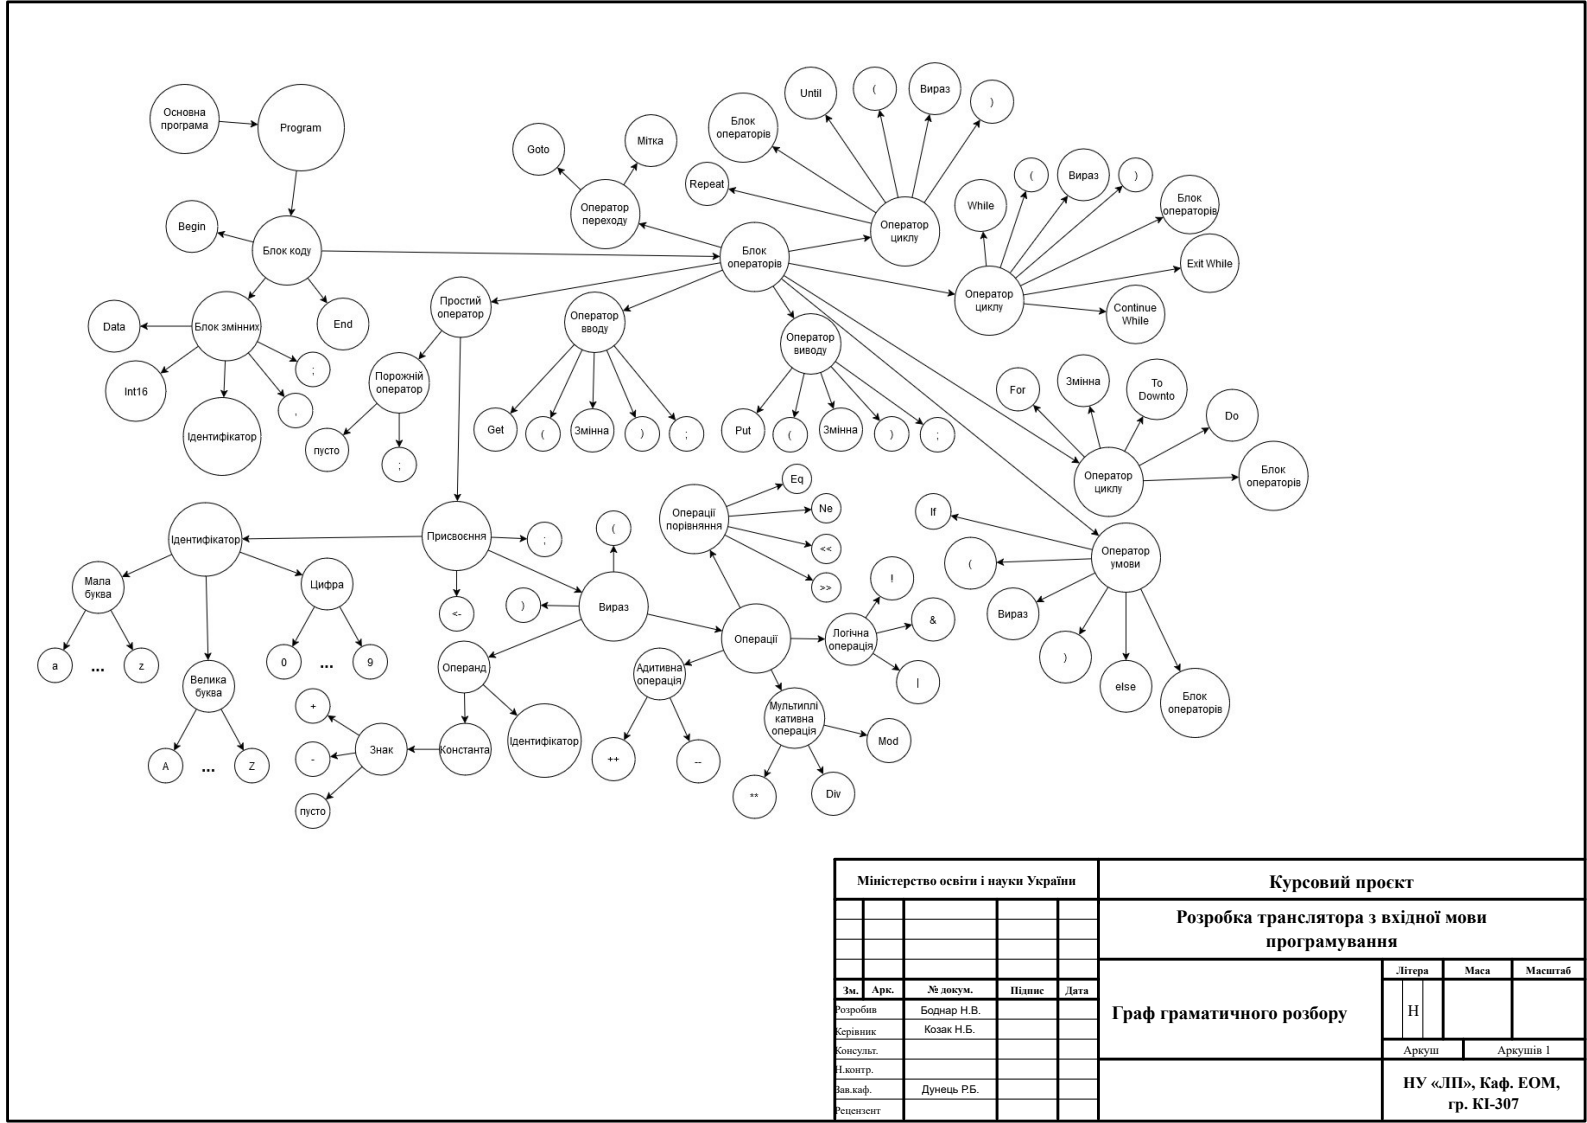 Основна
програма
Program
Begin
Блок коду
Блок змінних
End
Data
Int16
Ідентифікатор
;
,
Goto
Мітка
Оператор
переходу
Блок
операторів
Repeat
Блок
операторів
Until
(
Вираз
)
Оператор
циклу
While
(
Вираз
)
Блок
операторів
Exit While
Continue
While
Оператор
циклу
Простий
оператор
Порожній
оператор
пусто
;
Оператор
вводу
Get
(
Змінна
)
;
Оператор
виводу
Put
(
Змінна
)
;
For
Змінна
To
Downto
Do
Блок
операторів
Оператор
циклу
If
(
Вираз
)
else
Блок
операторів
Оператор
умови
Присвоєння
;
<-
Ідентифікатор
Мала
буква
a
...
z
Велика
буква
A
...
Z
Цифра
0
...
9
Вираз
(
)
Операнд
Константа
Ідентифікатор
Знак
+
-
пусто
Операції
Операції
порівняння
Eq
Ne
<<
>>
Логічна
операція
!
&
|
Адитивна
операція
++
--
Мультиплі
кативна
операція
**
Div
Mod
Міністерство освіти і науки України
Курсовий проєкт
Розробка транслятора з вхідної мови
програмування
Зм. Арк. № докум. Підпис Дата
Розробив Боднар Н.В.
Керівник Козак Н.Б.
Консульт.
Н.контр.
Зав.каф. Дунець Р.Б.
Рецензент
Граф граматичного розбору
Літера Маса Масштаб
Н
Аркуш Аркушів 1
НУ «ЛП», Каф. ЕОМ,
гр. КІ-307